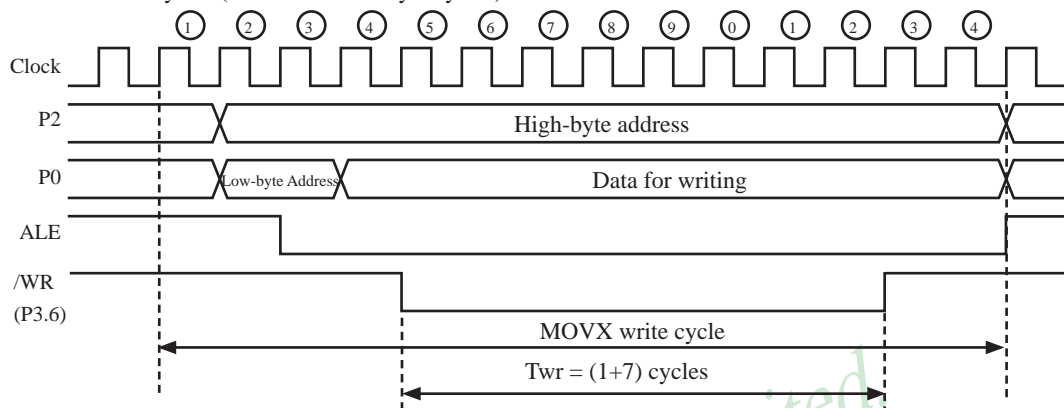 ① ② ③ ④ ⑤ ⑥ ⑦ ⑧ ⑨ ⓪ ① ② ③ ④
Clock
P2 High-byte address
P0 Low-byte Address Data for writing
ALE
/WR
(P3.6)
MOVX write cycle
Twr = (1+7) cycles